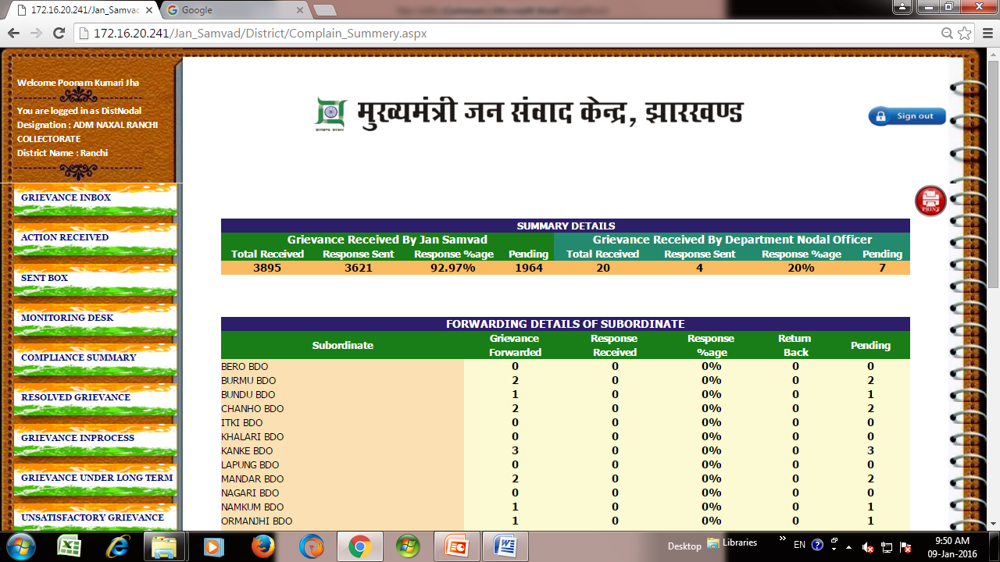 172.16.20.241/Jan_Samvad
Google
172.16.20.241/Jan_Samvad/District/Complain_Summery.aspx
Welcome Poonam Kumari Jha
You are logged in as DistNodal
Designation : ADM NAXAL RANCHI
COLLECTORATE
District Name : Ranchi
मुख्यमंत्री जन संवाद केन्द्र, झारखण्ड
Sign out
GRIEVANCE INBOX
ACTION RECEIVED
SENT BOX
MONITORING DESK
COMPLIANCE SUMMARY
RESOLVED GRIEVANCE
GRIEVANCE INPROCESS
GRIEVANCE UNDER LONG TERM
UNSATISFACTORY GRIEVANCE
PRINT
SUMMARY DETAILS
Grievance Received By Jan Samvad Grievance Received By Department Nodal Officer
Total Received Response Sent Response %age Pending Total Received Response Sent Response %age Pending
3895 3621 92.97% 1964 20 4 20% 7
FORWARDING DETAILS OF SUBORDINATE
Subordinate Grievance Forwarded Response Received Response %age Return Back Pending
BERO BDO 0 0 0% 0 0
BURMU BDO 2 0 0% 0 2
BUNDU BDO 1 0 0% 0 1
CHANHO BDO 2 0 0% 0 2
ITKI BDO 0 0 0% 0 0
KHALARI BDO 0 0 0% 0 0
KANKE BDO 3 0 0% 0 3
LAPUNG BDO 0 0 0% 0 0
MANDAR BDO 2 0 0% 0 2
NAGARI BDO 0 0 0% 0 0
NAMKUM BDO 1 0 0% 0 1
ORMANJHI BDO 1 0 0% 0 1
Desktop Libraries » EN 9:50 AM
09-Jan-2016